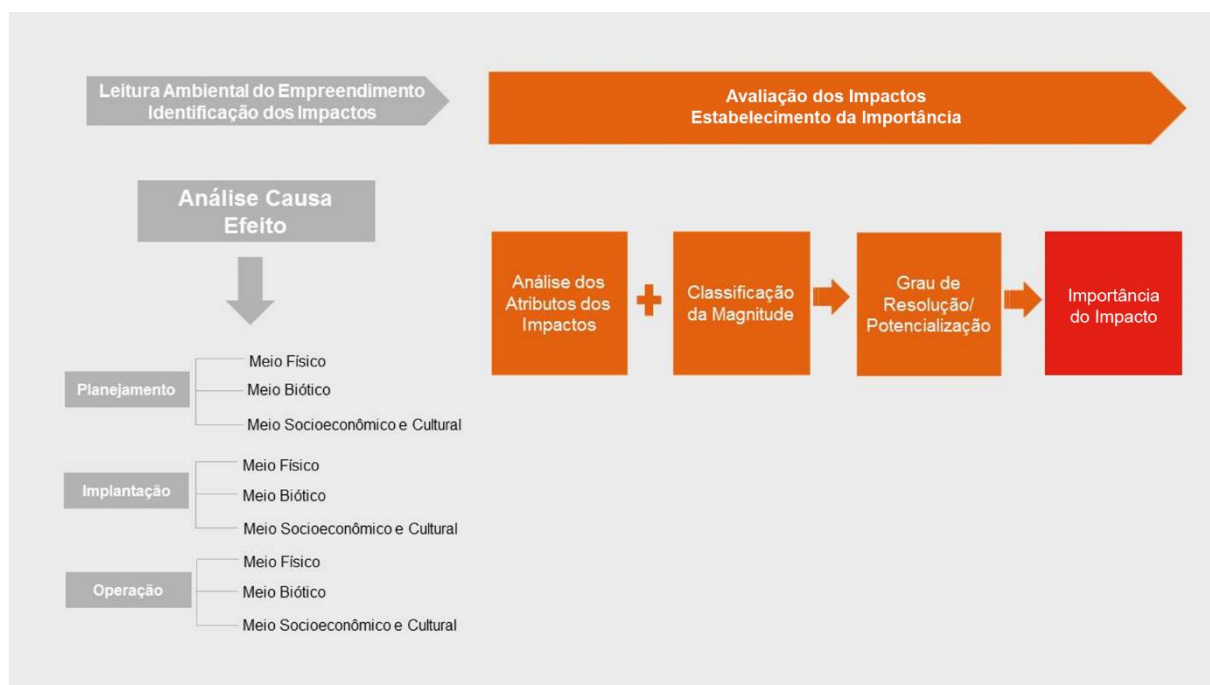 Leitura Ambiental do Empreendimento
Identificação dos Impactos
Avaliação dos Impactos
Estabelecimento da Importância
Análise Causa
Efeito
Análise dos
Atributos dos
Impactos
Classificação
da Magnitude
Grau de
Resolução/
Potencialização
Importância
do Impacto
Planejamento
Meio Físico
Meio Biótico
Meio Socioeconômico e Cultural
Implantação
Meio Físico
Meio Biótico
Meio Socioeconômico e Cultural
Operação
Meio Físico
Meio Biótico
Meio Socioeconômico e Cultural